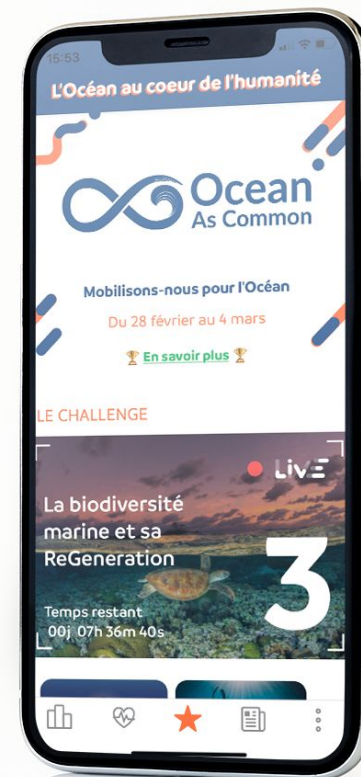 15:53
L'Océan au coeur de l'humanité
Ocean
As Common
Mobilisons-nous pour l'Océan
Du 28 février au 4 mars
🏆 En savoir plus 🏆
LE CHALLENGE
LivE
La biodiversité
marine et sa
ReGeneration
3
Temps restant
00j 07h 36m 40s